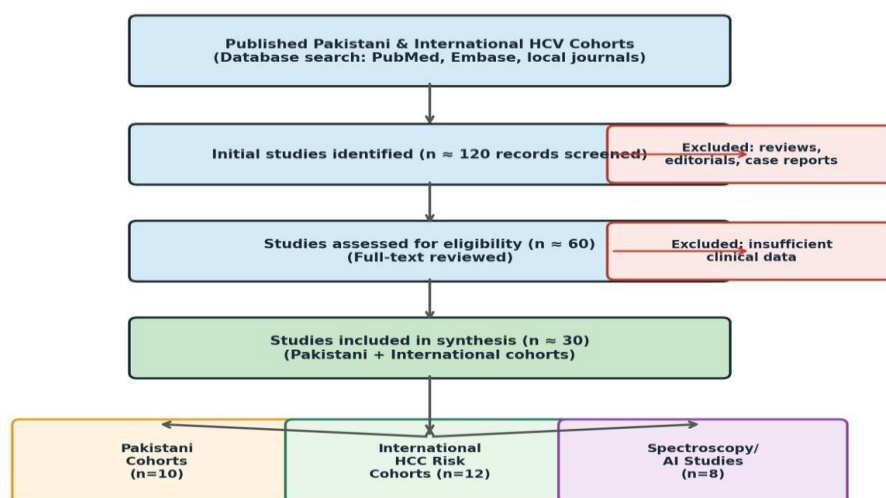 Published Pakistani & International HCV Cohorts
(Database search: PubMed, Embase, local journals)
Initial studies identified (n ≈ 120 records screened)
Excluded: reviews,
editorials, case reports
Studies assessed for eligibility (n ≈ 60)
(Full-text reviewed)
Excluded: insufficient
clinical data
Studies included in synthesis (n ≈ 30)
(Pakistani + International cohorts)
Pakistani
Cohorts
(n=10)
International
HCC Risk
Cohorts (n=12)
Spectroscopy/
AI Studies
(n=8)